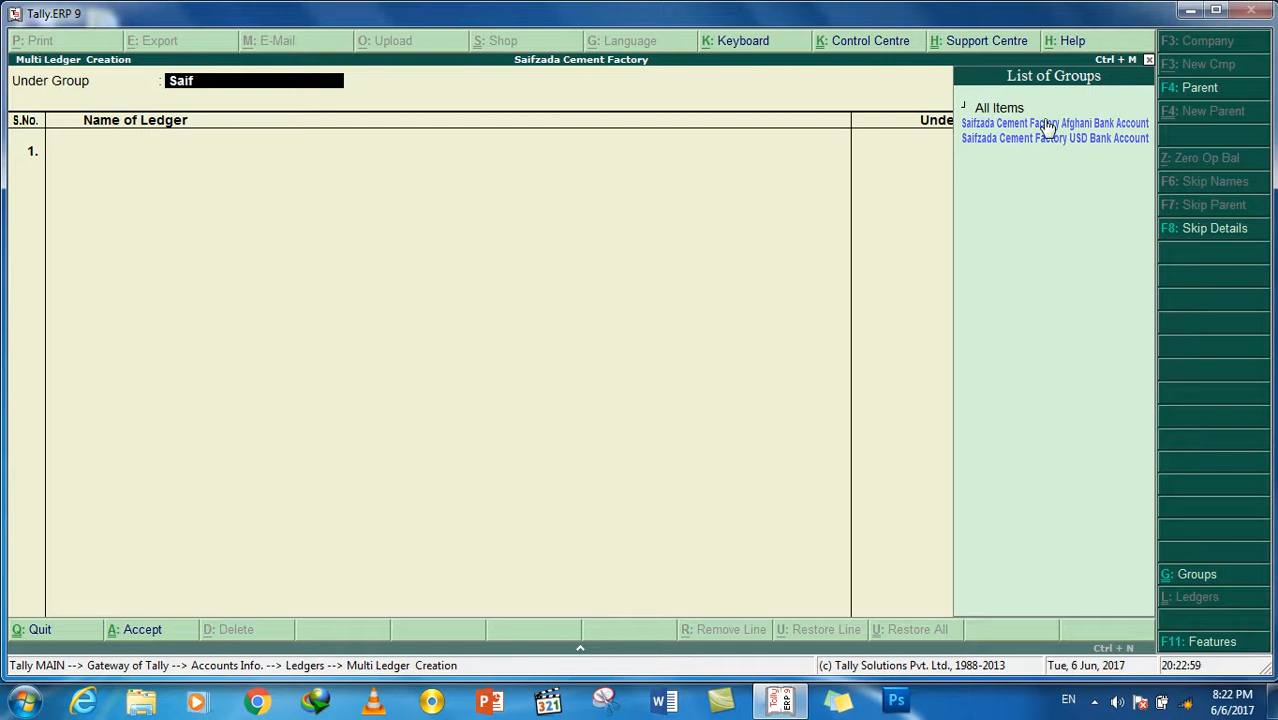 Tally.ERP 9
P: Print
E: Export
M: E-Mail
O: Upload
S: Shop
G: Language
K: Keyboard
K: Control Centre
H: Support Centre
H: Help
Multi Ledger Creation
Saifzada Cement Factory
Ctrl + M
Under Group : Saif
S.No.
Name of Ledger
Unde
1.
List of Groups
┘ All Items
Saifzada Cement Factory Afghani Bank Account
Saifzada Cement Factory USD Bank Account
F3: Company
F3: New Cmp
F4: Parent
F4: New Parent
Z: Zero Op Bal
F6: Skip Names
F7: Skip Parent
F8: Skip Details
G: Groups
L: Ledgers
F11: Features
Q: Quit
A: Accept
D: Delete
R: Remove Line
U: Restore Line
U: Restore All
Ctrl + N
Tally MAIN --> Gateway of Tally --> Accounts Info. --> Ledgers --> Multi Ledger Creation
(c) Tally Solutions Pvt. Ltd., 1988-2013
Tue, 6 Jun, 2017
20:22:59
321
W
Ps
EN
8:22 PM
6/6/2017